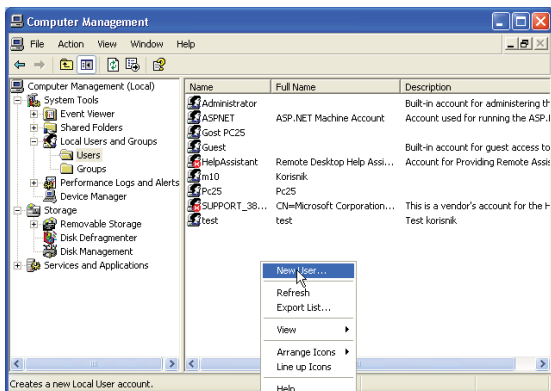 Computer Management
File Action View Window Help
Computer Management (Local)
System Tools
Event Viewer
Shared Folders
Local Users and Groups
Users
Groups
Performance Logs and Alerts
Device Manager
Storage
Removable Storage
Disk Defragmenter
Disk Management
Services and Applications
Name Full Name Description
Administrator Built-in account for administering th
ASPNET ASP.NET Machine Account Account used for running the ASP.
Gost PC25
Guest Built-in account for guest access to
HelpAssistant Remote Desktop Help Assi... Account for Providing Remote Assis
m10 Korisnik
Pc25 Pc25
SUPPORT_38... CN=Microsoft Corporation... This is a vendor's account for the H
test test Test korisnik
New User...
Refresh
Export List...
View
Arrange Icons
Line up Icons
Help
Creates a new Local User account.